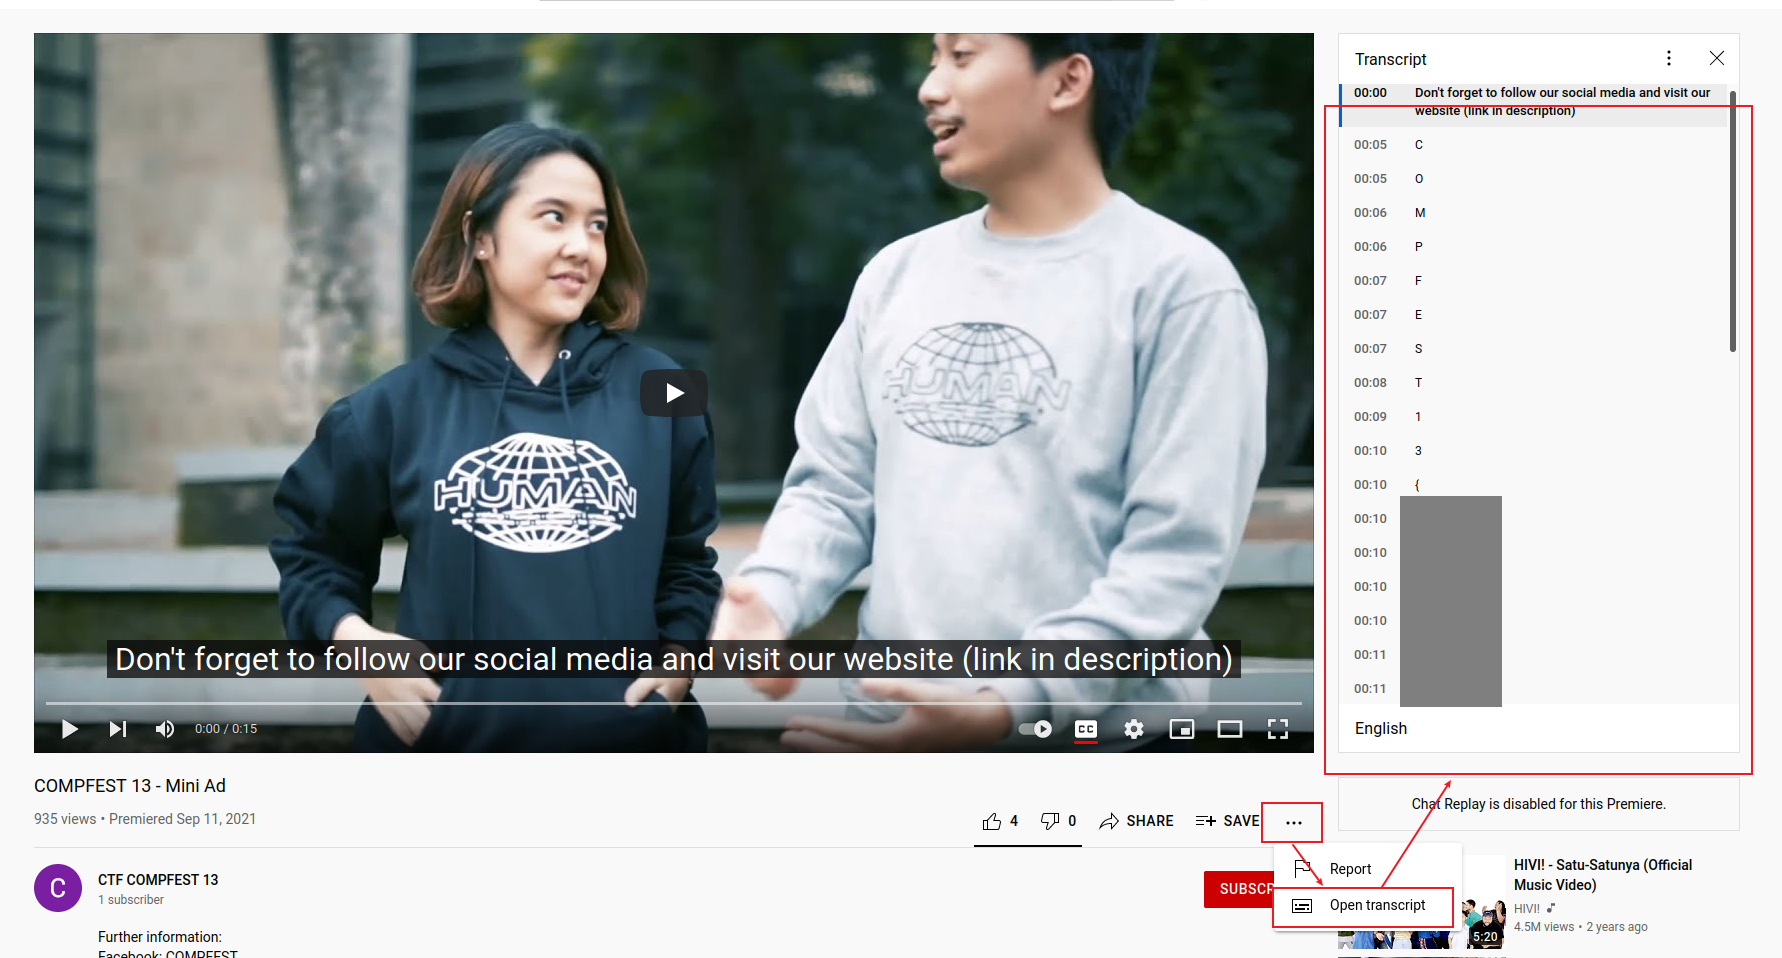 HUMAN
HUMAN
Don't forget to follow our social media and visit our website (link in description)
0:00 / 0:15
CC
COMPFEST 13 - Mini Ad
935 views • Premiered Sep 11, 2021
4
0
SHARE
SAVE
Report
Open transcript
C
CTF COMPFEST 13
1 subscriber
SUBSCR
Further information:
Facebook: COMPFEST
Transcript
00:00 Don't forget to follow our social media and visit our
website (link in description)
00:05 C
00:05 O
00:06 M
00:06 P
00:07 F
00:07 E
00:07 S
00:08 T
00:09 1
00:10 3
00:10 {
00:10
00:10
00:10
00:10
00:11
00:11
English
Chat Replay is disabled for this Premiere.
5:20
HIVI! - Satu-Satunya (Official
Music Video)
HIVI!
4.5M views • 2 years ago